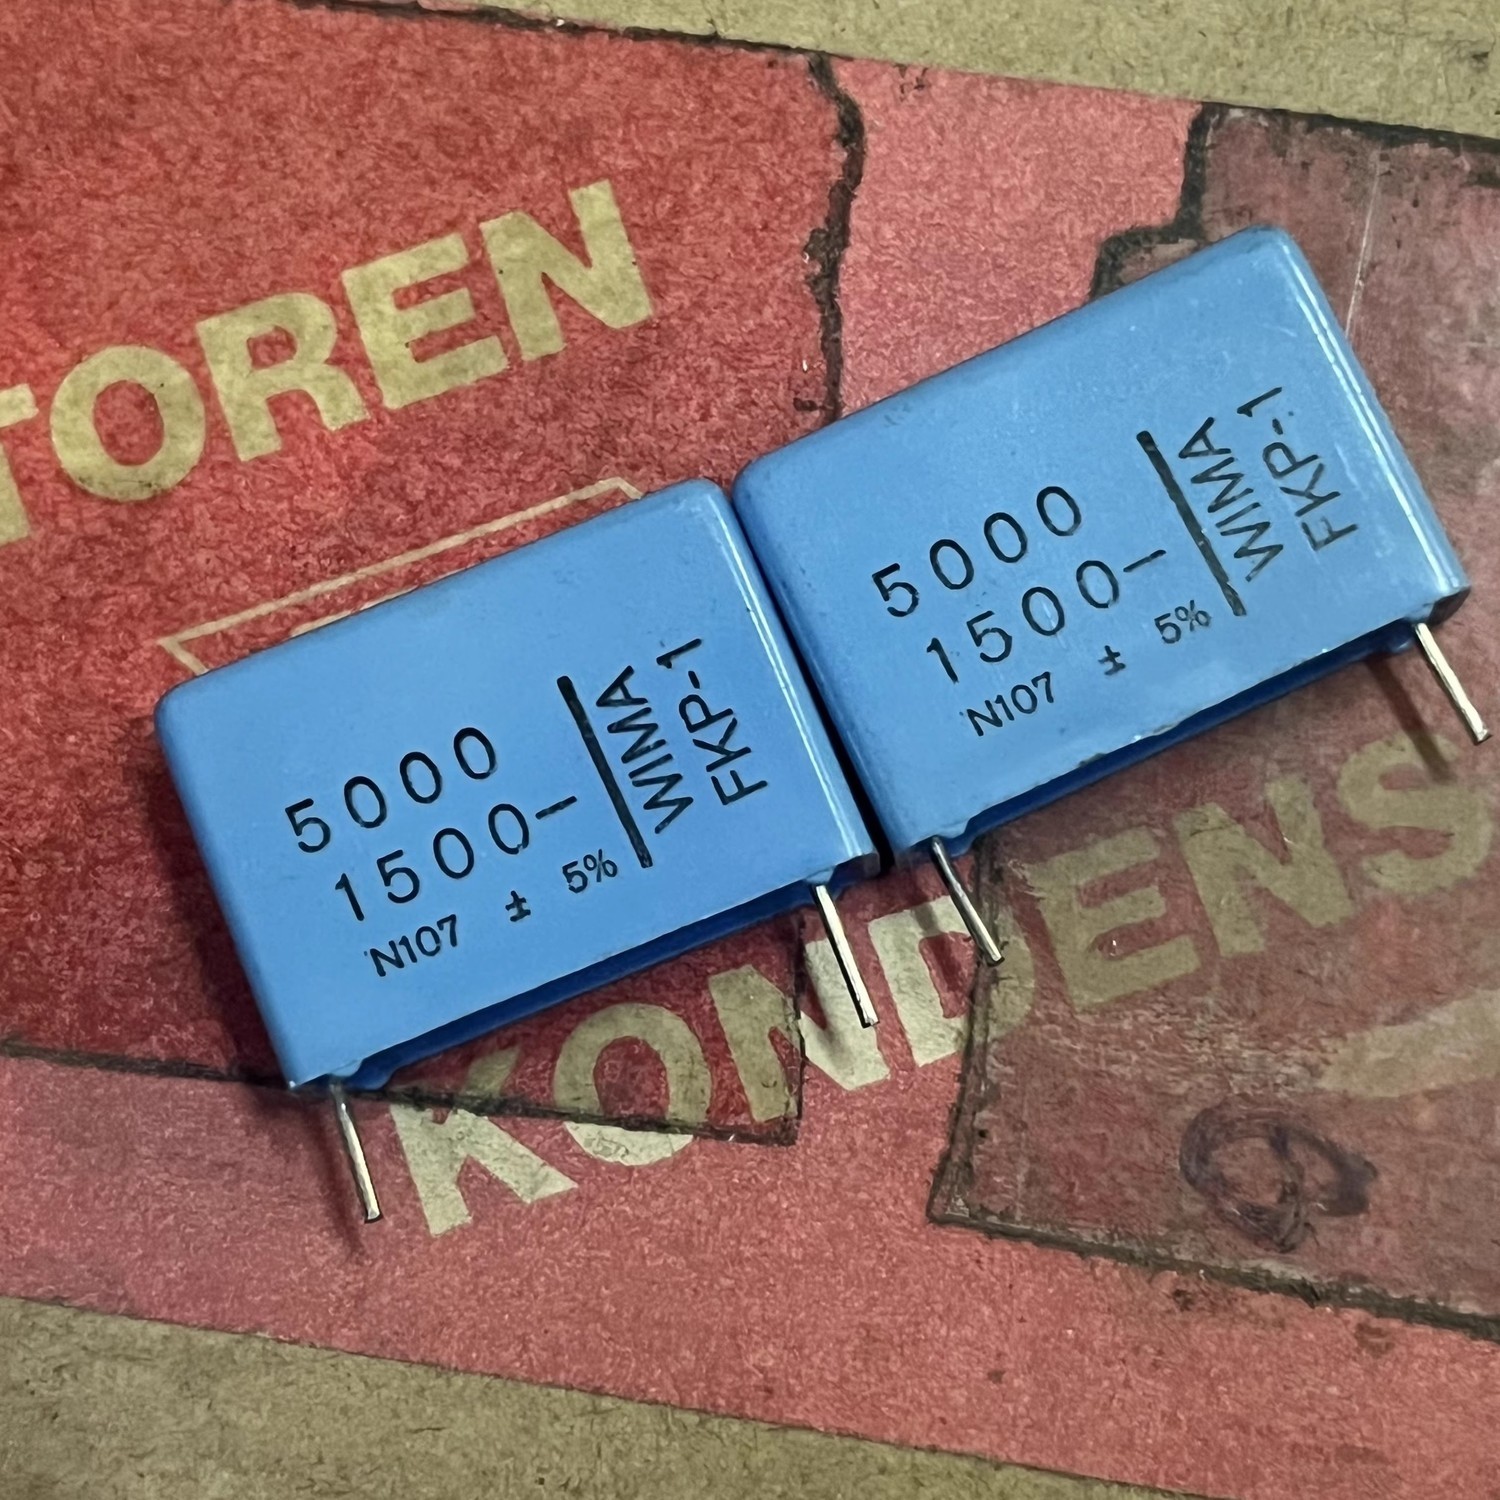 TOREN
5000
1500–
N107 ± 5%
WIMA
FKP-1
5000
1500–
N107 ± 5%
WIMA
FKP-1
KONDENS